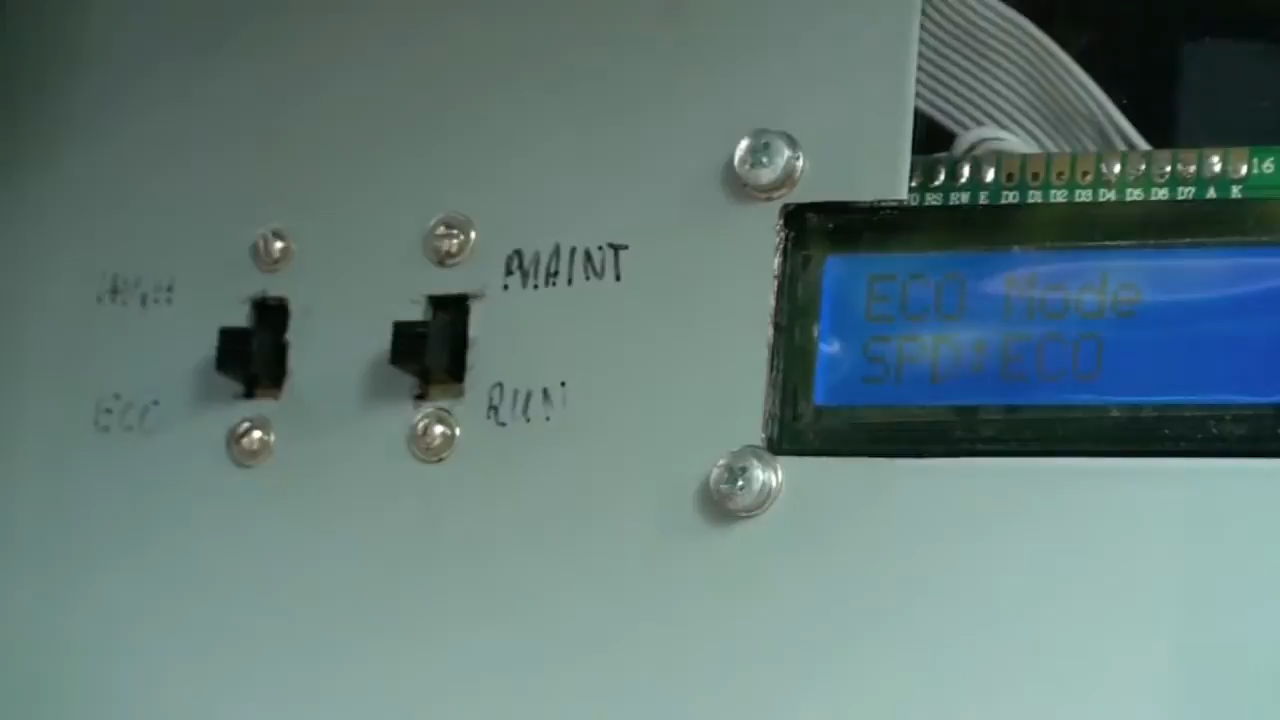 MAINT
RUN
ECO
16
RS RW E D0 D1 D2 D3 D4 D5 D6 D7 A K
ECO Mode
SPD:ECO